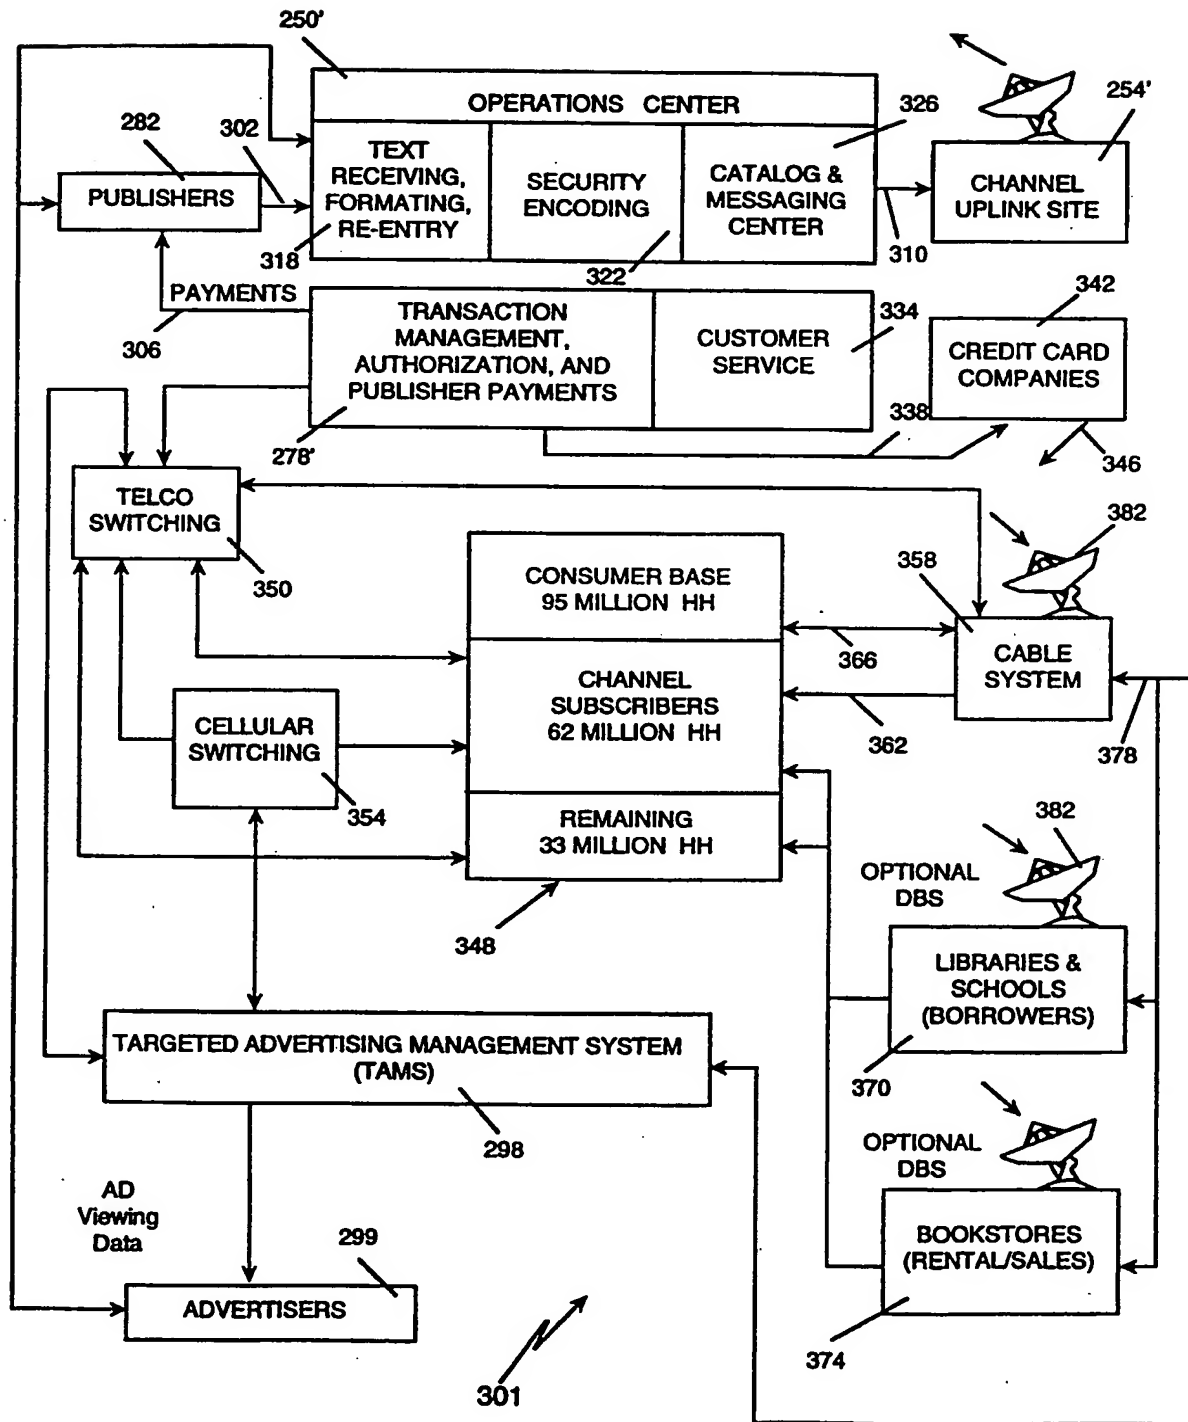 250'
OPERATIONS CENTER
326
254'
282
302
PUBLISHERS
TEXT
RECEIVING,
FORMATING,
RE-ENTRY
318
SECURITY
ENCODING
322
CATALOG &
MESSAGING
CENTER
310
CHANNEL
UPLINK SITE
PAYMENTS
306
TRANSACTION
MANAGEMENT,
AUTHORIZATION, AND
PUBLISHER PAYMENTS
278'
334
CUSTOMER
SERVICE
338
342
CREDIT CARD
COMPANIES
346
TELCO
SWITCHING
350
CONSUMER BASE
95 MILLION HH
366
358
382
CABLE
SYSTEM
378
CHANNEL
SUBSCRIBERS
62 MILLION HH
362
CELLULAR
SWITCHING
354
REMAINING
33 MILLION HH
348
382
OPTIONAL
DBS
LIBRARIES &
SCHOOLS
(BORROWERS)
370
TARGETED ADVERTISING MANAGEMENT SYSTEM
(TAMS)
298
OPTIONAL
DBS
BOOKSTORES
(RENTAL/SALES)
374
AD
Viewing
Data
299
ADVERTISERS
301